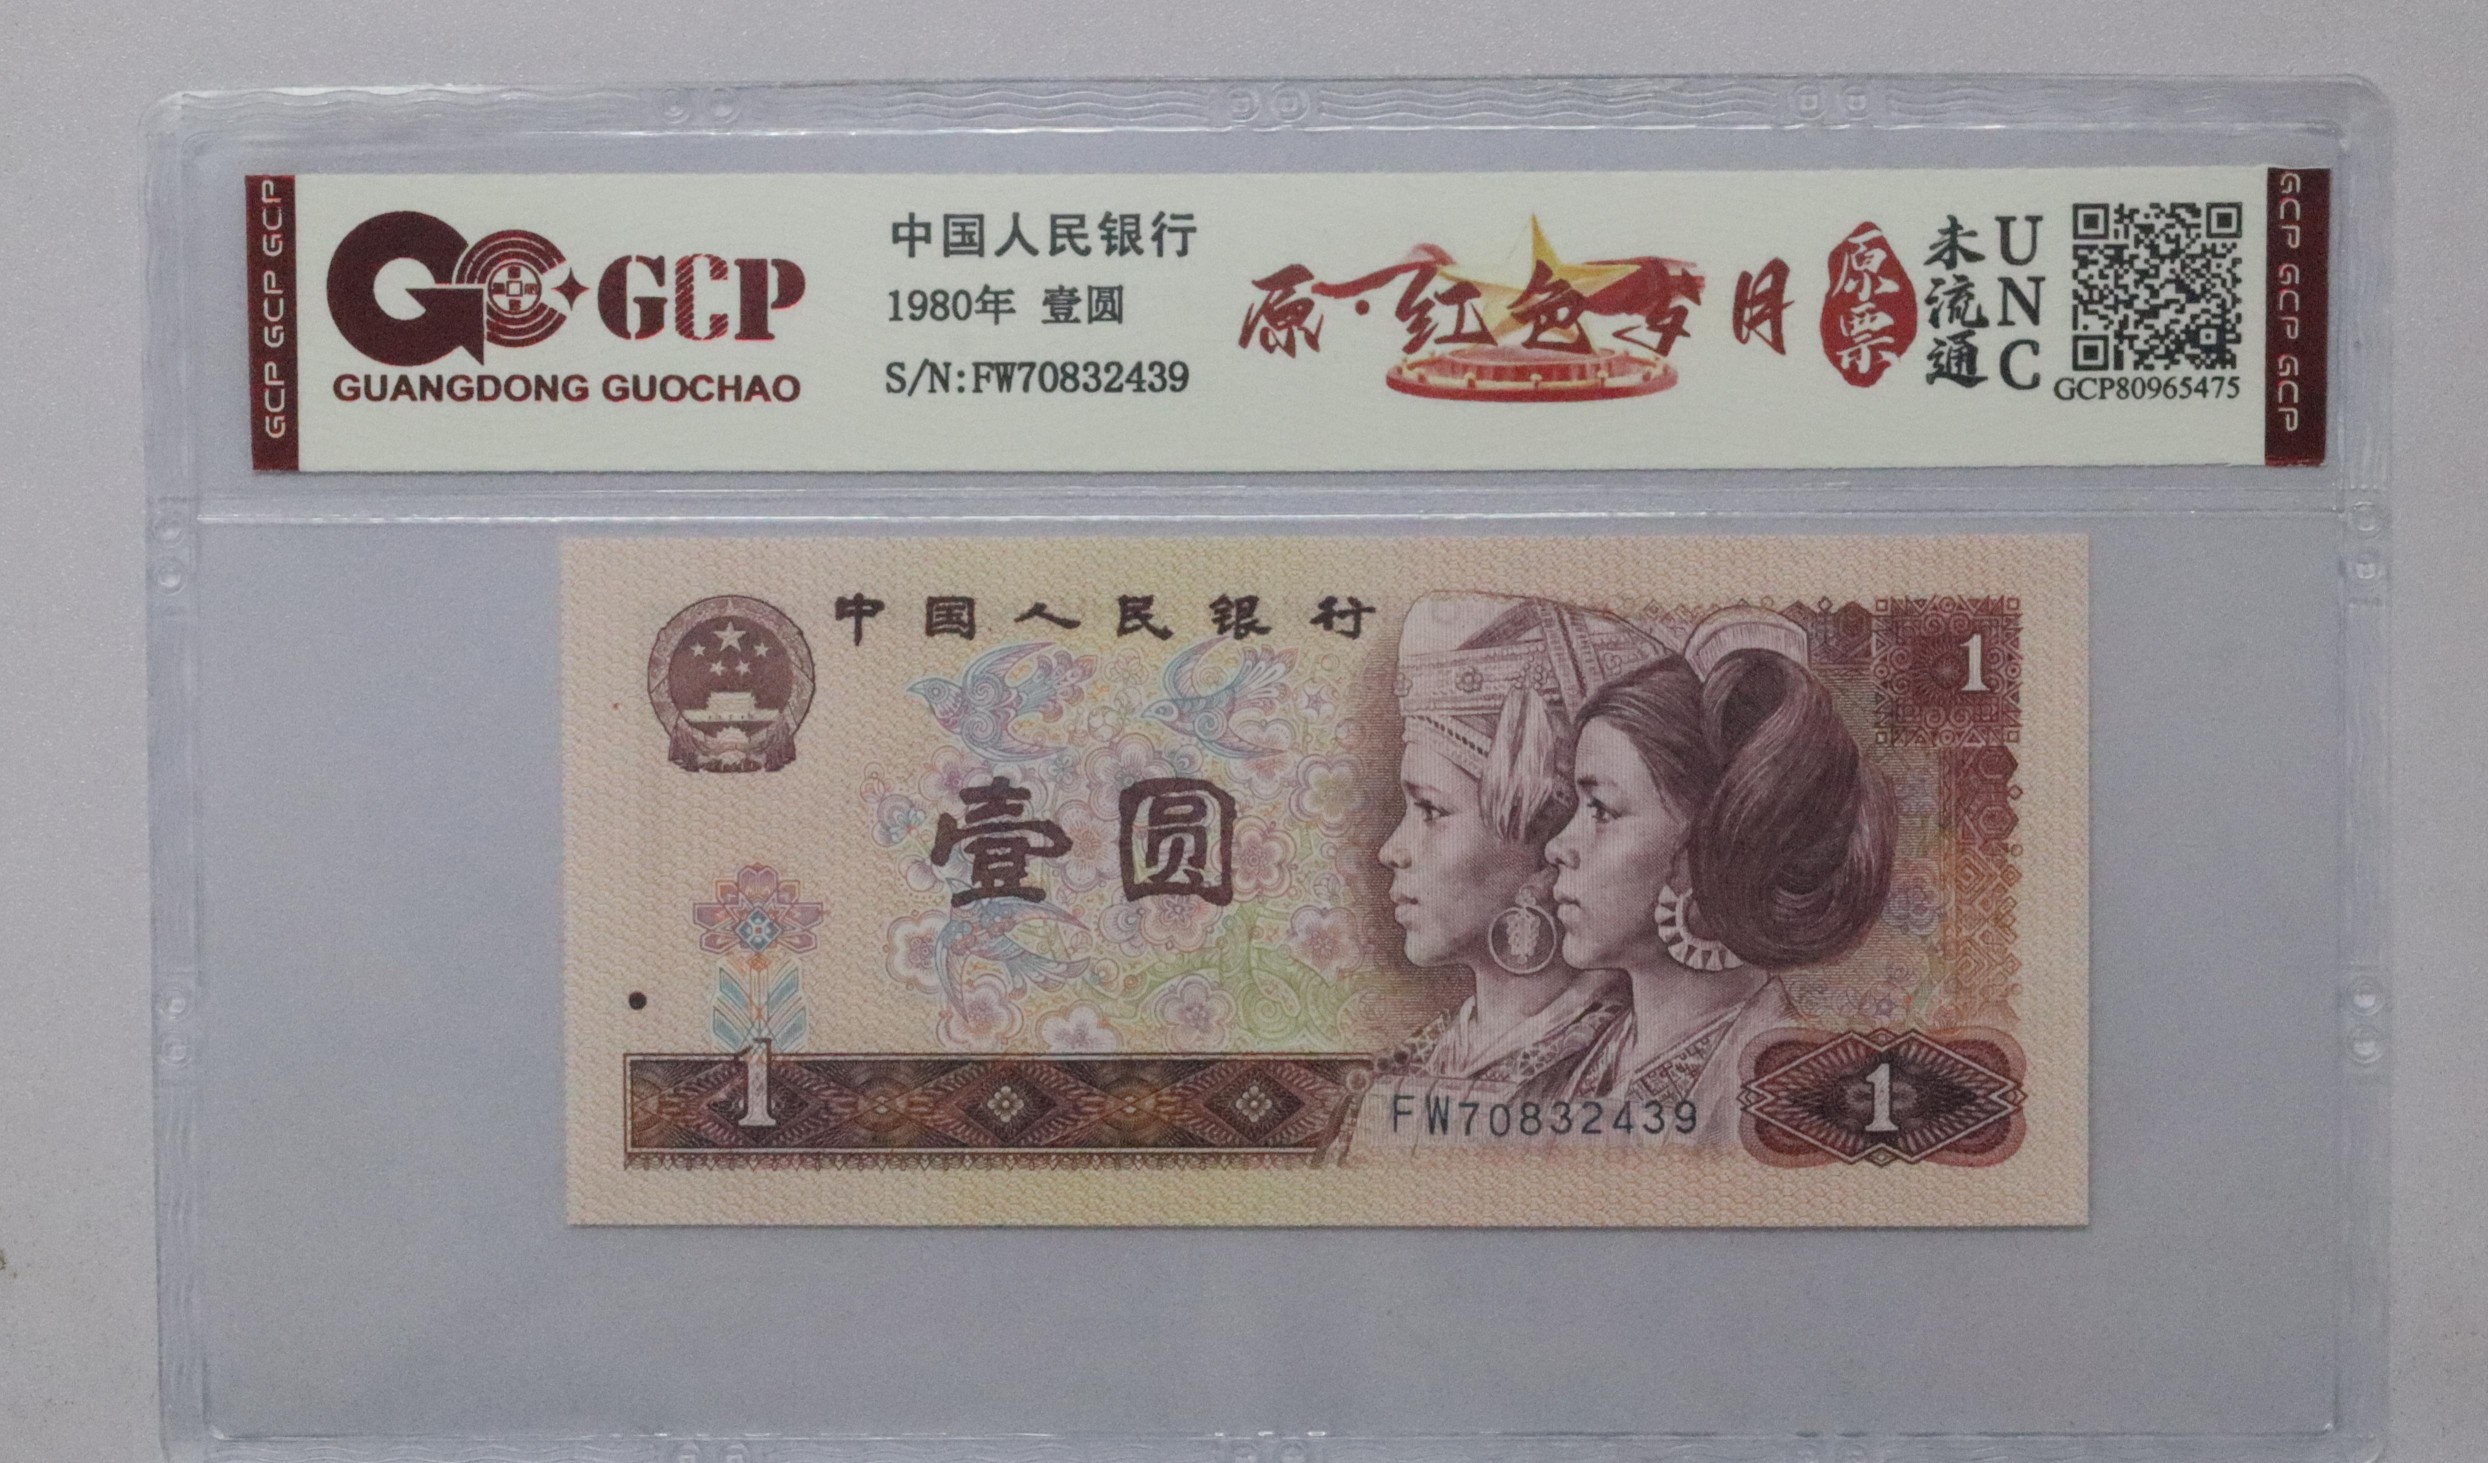 GCP GCP GCP
GCP
GUANGDONG GUOCHAO
中国人民银行
1980年 壹圆
S/N:FW70832439
原·红色岁月
原票
未流通
UNC
GCP80965475
GCP GCP GCP
中国人民银行
1
壹圆
1
FW70832439
1